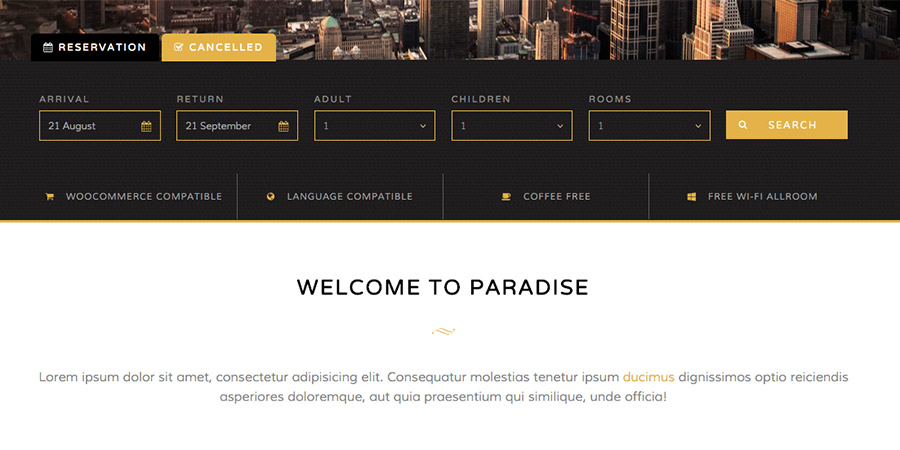 RESERVATION CANCELLED
ARRIVAL RETURN ADULT CHILDREN ROOMS
21 August 21 September 1 1 1 SEARCH
WOOCOMMERCE COMPATIBLE LANGUAGE COMPATIBLE COFFEE FREE FREE WI-FI ALLROOM
WELCOME TO PARADISE
Lorem ipsum dolor sit amet, consectetur adipisicing elit. Consequatur molestias tenetur ipsum ducimus dignissimos optio reiciendis
asperiores doloremque, aut quia praesentium qui similique, unde officia!